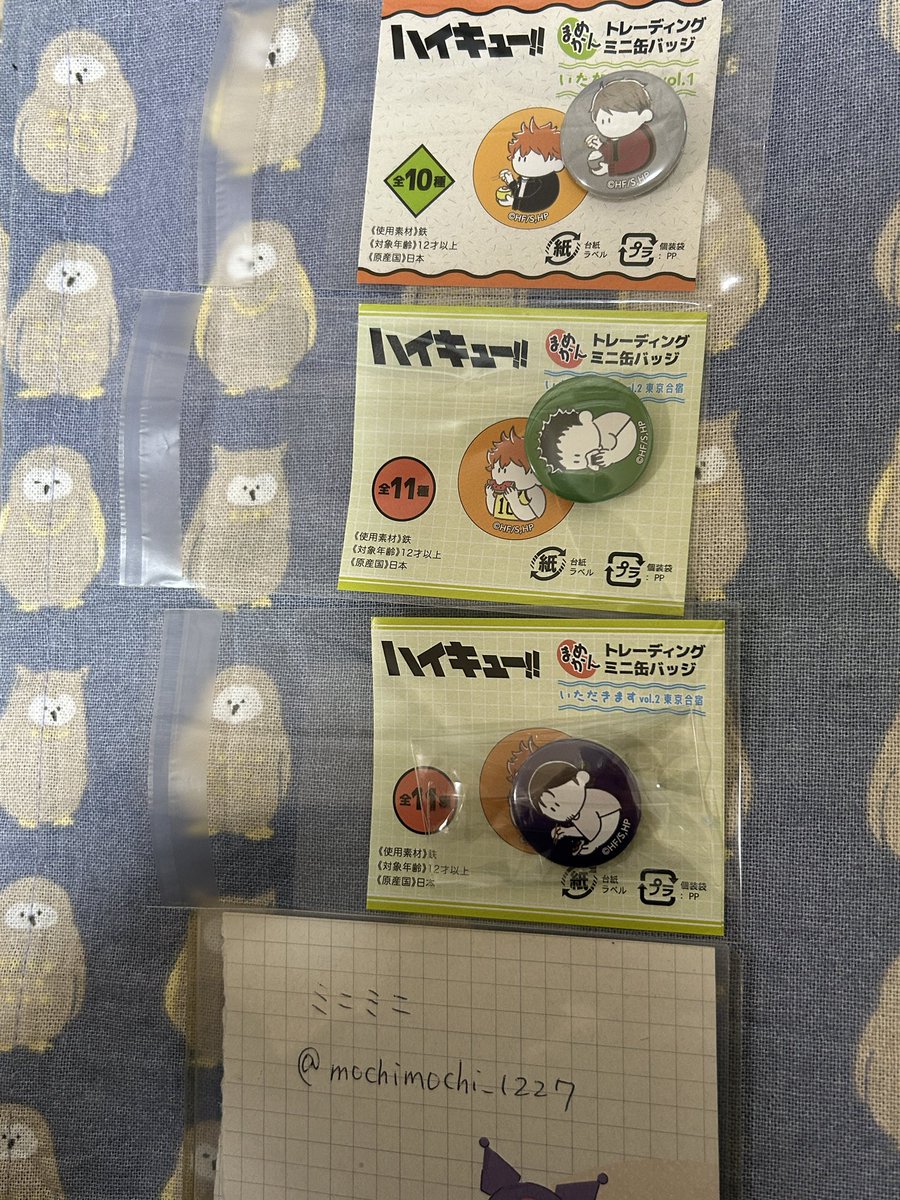 ハイキュー!!
まめかん
トレーディング
ミニ缶バッジ
vol.1
全10種
©HF/S,HP
©HF/S,HP
《使用素材》鉄
《対象年齢》12才以上
《原産国》日本
紙
台紙
ラベル
プラ
個装袋
: PP
ハイキュー!!
まめかん
トレーディング
ミニ缶バッジ
vol.2 東京合宿
全11種
10
©HF/S,HP
©HF/S,HP
《使用素材》鉄
《対象年齢》12才以上
《原産国》日本
紙
台紙
ラベル
プラ
個装袋
: PP
ハイキュー!!
まめかん
トレーディング
ミニ缶バッジ
いただきます vol.2 東京合宿
全11種
©HF/S,HP
《使用素材》鉄
《対象年齢》12才以上
《原産国》日本
紙
台紙
ラベル
プラ
個装袋
: PP
ミニミニ
@mochimochi_1227